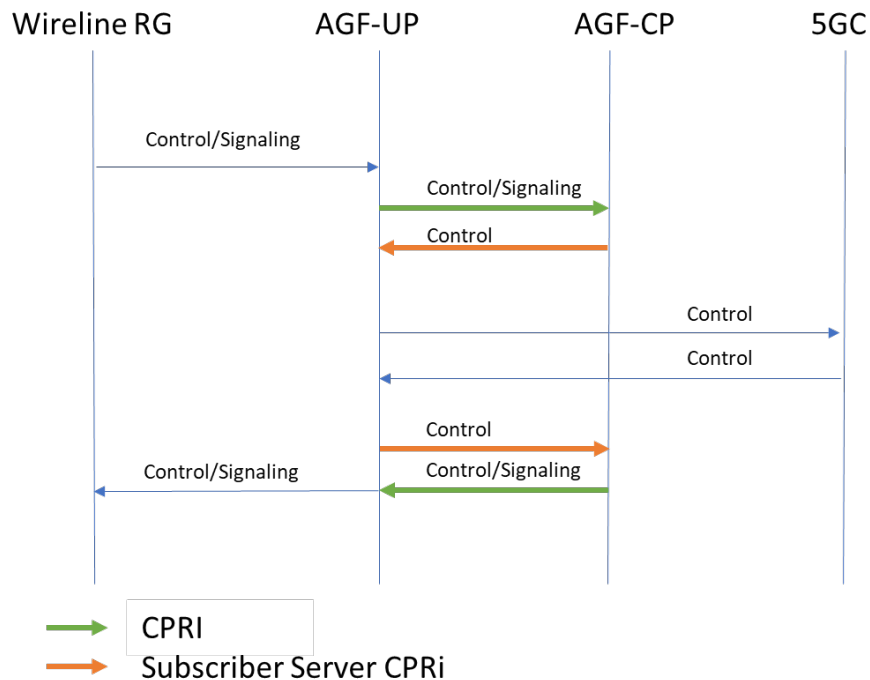 Wireline RG AGF-UP AGF-CP 5GC
Control/Signaling
Control/Signaling
Control
Control
Control
Control
Control/Signaling Control/Signaling
CPRI
Subscriber Server CPRi